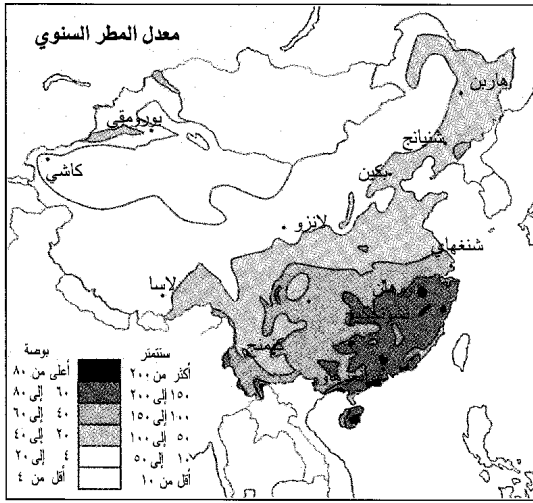 معدل المطر السنوي
هاربن
يورومقي
شنيانج
كاشي
بكين
لانزو
شنغهاي
لاسا
سنتمتر بوصة
أكثر من ٢٠٠ أعلى من ٨٠
١٥٠ إلى ٢٠٠ ٦٠ إلى ٨٠
١٠٠ إلى ١٥٠ ٤٠ إلى ٦٠
٥٠ إلى ١٠٠ ٢٠ إلى ٤٠
١٠ إلى ٥٠ ٤ إلى ٢٠
أقل من ١٠ أقل من ٤